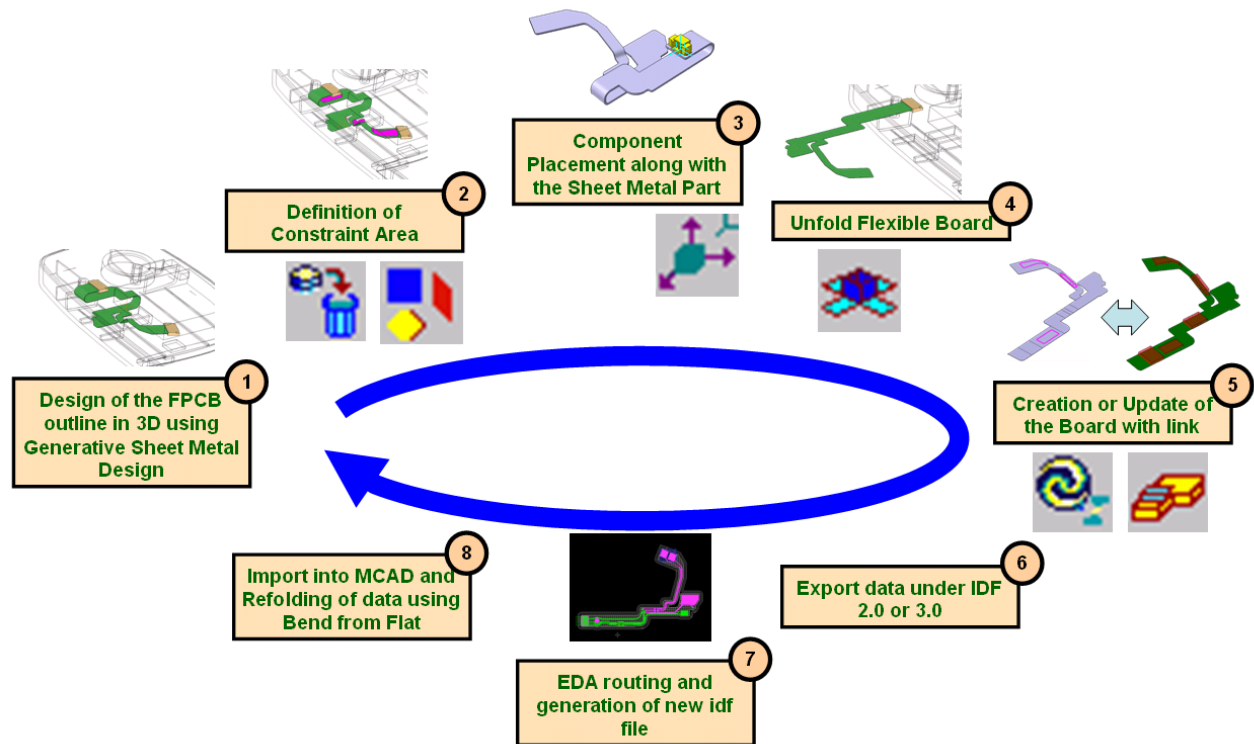 1
Design of the FPCB
outline in 3D using
Generative Sheet Metal
Design
2
Definition of
Constraint Area
3
Component
Placement along with
the Sheet Metal Part
4
Unfold Flexible Board
5
Creation or Update of
the Board with link
6
Export data under IDF
2.0 or 3.0
7
EDA routing and
generation of new idf
file
8
Import into MCAD and
Refolding of data using
Bend from Flat